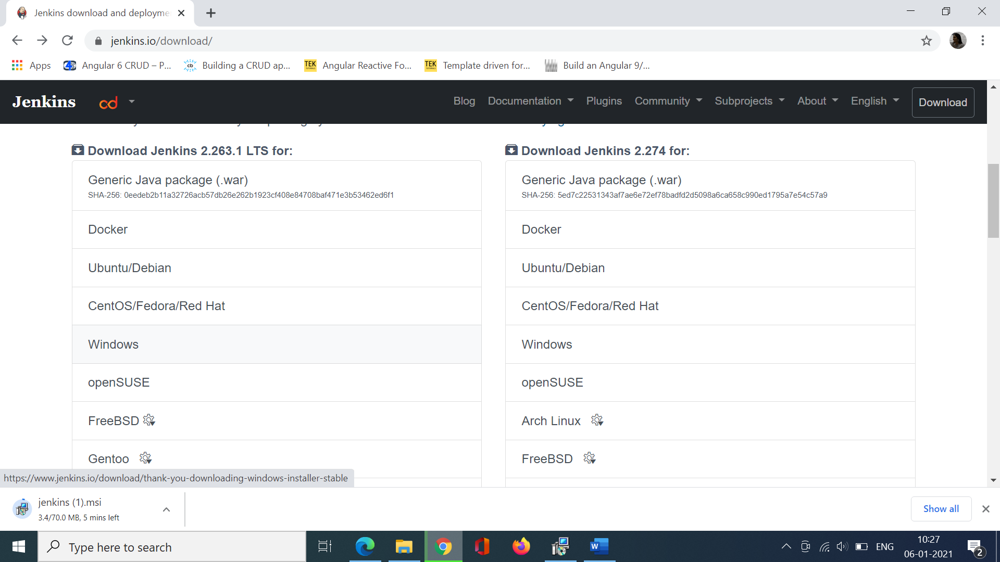 Jenkins download and deployme
jenkins.io/download/
Apps
Angular 6 CRUD – P...
cb
Building a CRUD ap...
TEK
Angular Reactive Fo...
TEK
Template driven for...
Build an Angular 9/...
Jenkins
cd
Blog
Documentation
Plugins
Community
Subprojects
About
English
Download
Download Jenkins 2.263.1 LTS for:
Generic Java package (.war)
SHA-256: 0eedeb2b11a32726acb57db26e262b1923cf408e84708baf471e3b53462ed6f1
Docker
Ubuntu/Debian
CentOS/Fedora/Red Hat
Windows
openSUSE
FreeBSD
Gentoo
Download Jenkins 2.274 for:
Generic Java package (.war)
SHA-256: 5ed7c22531343af7ae6e72ef78badfd2d5098a6ca658c990ed1795a7e54c57a9
Docker
Ubuntu/Debian
CentOS/Fedora/Red Hat
Windows
openSUSE
Arch Linux
FreeBSD
https://www.jenkins.io/download/thank-you-downloading-windows-installer-stable
jenkins (1).msi
3.4/70.0 MB, 5 mins left
Show all
Type here to search
W
ENG
10:27
06-01-2021
2